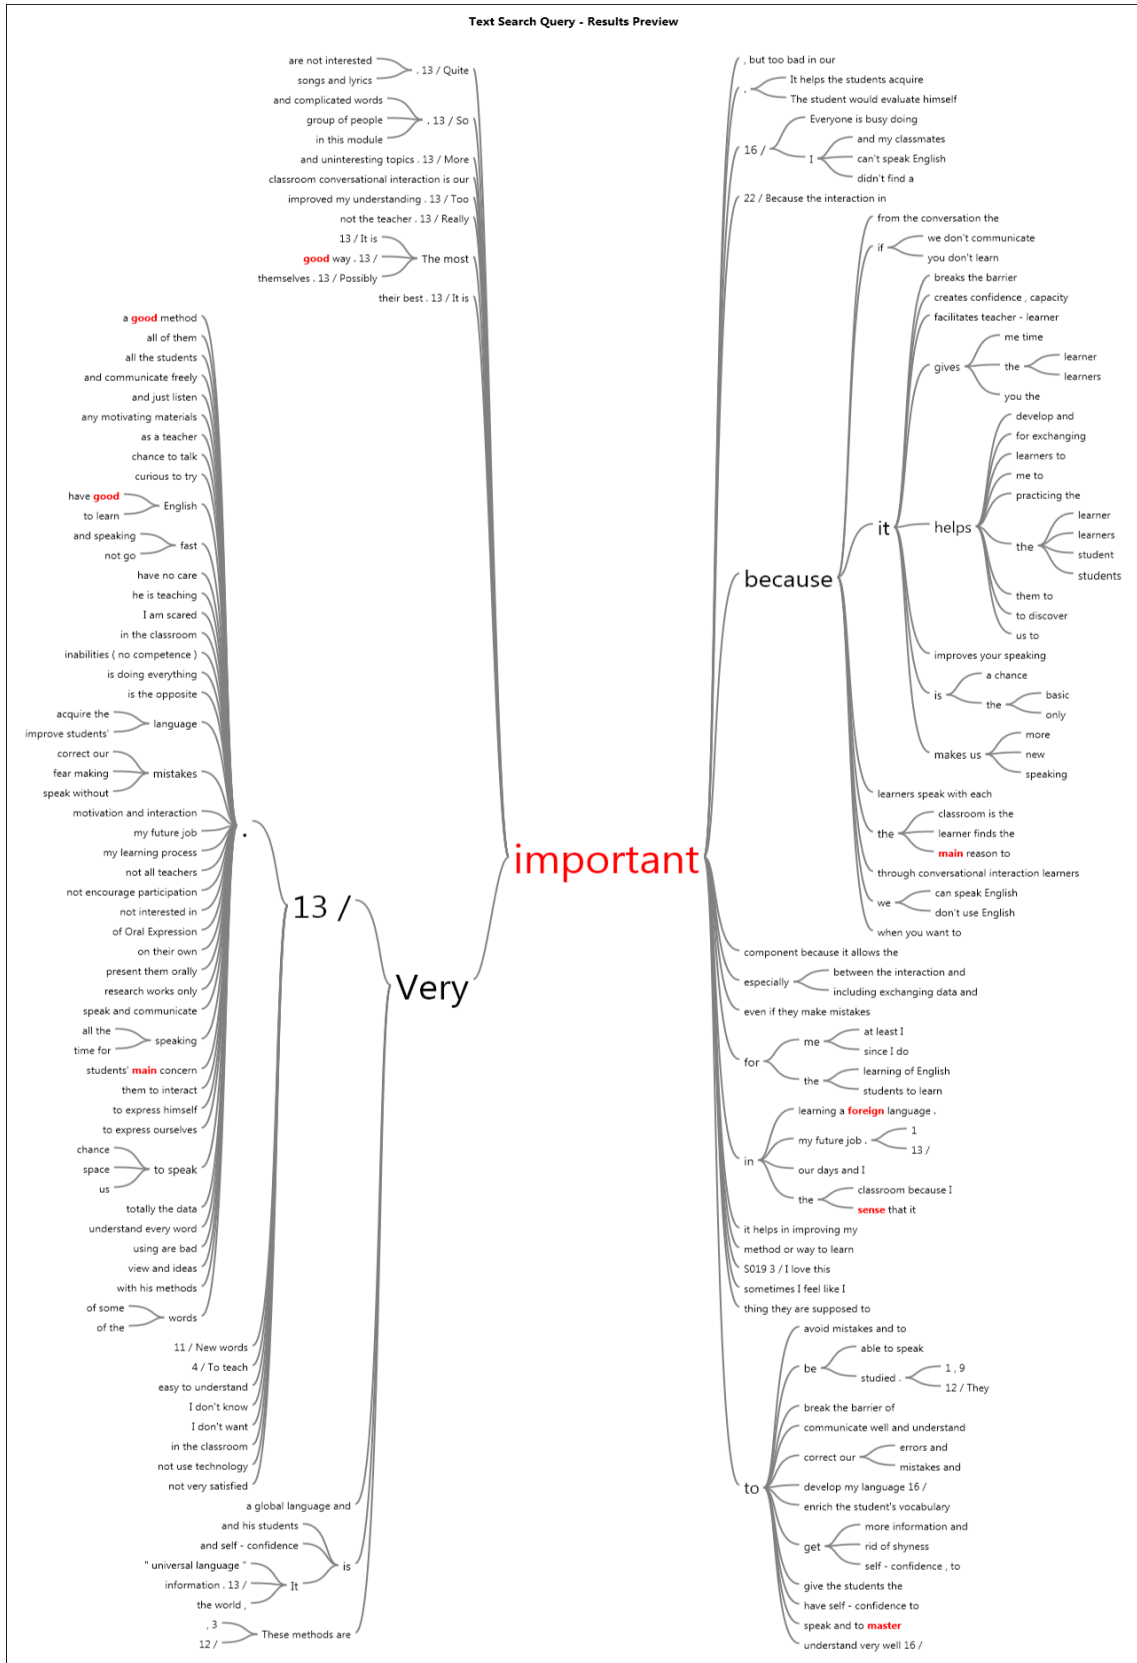 Text Search Query - Results Preview
are not interested
songs and lyrics
. 13 / Quite
and complicated words
group of people
in this module
. 13 / So
and uninteresting topics . 13 / More
classroom conversational interaction is our
improved my understanding . 13 / Too
not the teacher . 13 / Really
13 / It is
good way . 13 /
themselves . 13 / Possibly
The most
their best . 13 / It is
a good method
all of them
all the students
and communicate freely
and just listen
any motivating materials
as a teacher
chance to talk
curious to try
have good
to learn
English
and speaking
not go
fast
have no care
he is teaching
I am scared
in the classroom
inabilities ( no competence )
is doing everything
is the opposite
acquire the
improve students'
language
correct our
fear making
speak without
mistakes
motivation and interaction
my future job
my learning process
not all teachers
not encourage participation
not interested in
of Oral Expression
on their own
present them orally
research works only
speak and communicate
all the
time for
speaking
students' main concern
them to interact
to express himself
to express ourselves
chance
space
us
to speak
totally the data
understand every word
using are bad
view and ideas
with his methods
of some
of the
words
.
11 / New words
4 / To teach
easy to understand
I don't know
I don't want
in the classroom
not use technology
not very satisfied
13 /
a global language and
and his students
and self - confidence
" universal language "
information . 13 /
the world ,
It
is
, 3
12 /
These methods are
Very
important
, but too bad in our
.
It helps the students acquire
The student would evaluate himself
16 /
Everyone is busy doing
I
and my classmates
can't speak English
didn't find a
22 / Because the interaction in
because
from the conversation the
if
we don't communicate
you don't learn
it
breaks the barrier
creates confidence , capacity
facilitates teacher - learner
gives
me time
the
learner
learners
you the
helps
develop and
for exchanging
learners to
me to
practicing the
the
learner
learners
student
students
them to
to discover
us to
improves your speaking
is
a chance
the
basic
only
makes us
more
new
speaking
learners speak with each
the
classroom is the
learner finds the
main reason to
through conversational interaction learners
we
can speak English
don't use English
when you want to
component because it allows the
especially
between the interaction and
including exchanging data and
even if they make mistakes
for
me
at least I
since I do
the
learning of English
students to learn
in
learning a foreign language .
my future job .
1
13 /
our days and I
the
classroom because I
sense that it
it helps in improving my
method or way to learn
S019 3 / I love this
sometimes I feel like I
thing they are supposed to
to
avoid mistakes and to
be
able to speak
studied .
1 , 9
12 / They
break the barrier of
communicate well and understand
correct our
errors and
mistakes and
develop my language 16 /
enrich the student's vocabulary
get
more information and
rid of shyness
self - confidence , to
give the students the
have self - confidence to
speak and to master
understand very well 16 /